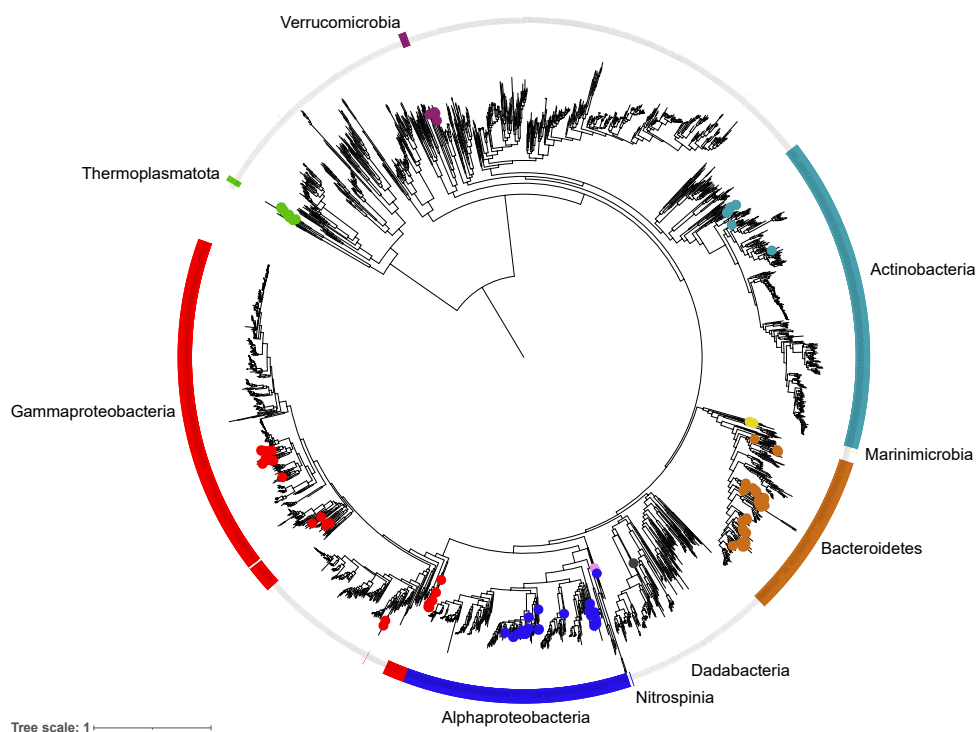 Verrucomicrobia
Thermoplasmatota
Actinobacteria
Gammaproteobacteria
Marinimicrobia
Bacteroidetes
Dadabacteria
Nitrospinia
Alphaproteobacteria
Tree scale: 1